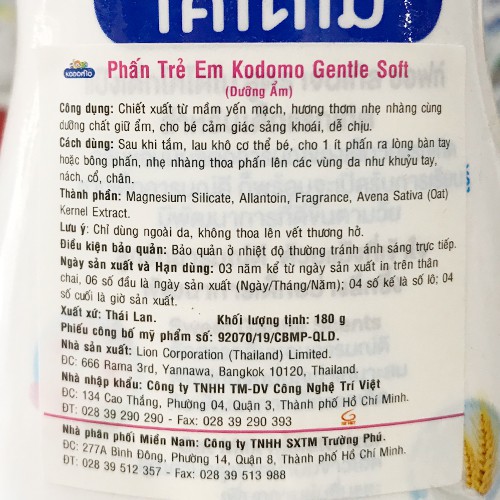 โคโดโม
KODOMO
Phấn Trẻ Em Kodomo Gentle Soft
(Dưỡng Ẩm)
Công dụng: Chiết xuất từ mầm yến mạch, hương thơm nhẹ nhàng cùng
dưỡng chất giữ ẩm, cho bé cảm giác sảng khoái, dễ chịu.
Cách dùng: Sau khi tắm, lau khô cơ thể bé, cho 1 ít phấn ra lòng bàn tay
hoặc bông phấn, nhẹ nhàng thoa phấn lên các vùng da như khuỷu tay,
nách, cổ, chân.
Thành phần: Magnesium Silicate, Allantoin, Fragrance, Avena Sativa (Oat)
Kernel Extract.
Lưu ý: Chỉ dùng ngoài da, không thoa lên vết thương hở.
Điều kiện bảo quản: Bảo quản ở nhiệt độ thường tránh ánh sáng trực tiếp.
Ngày sản xuất và Hạn dùng: 03 năm kể từ ngày sản xuất in trên thân
chai, 06 số đầu là ngày sản xuất (Ngày/Tháng/Năm); 04 số kế là số lô; 04
số cuối là giờ sản xuất.
Xuất xứ: Thái Lan. Khối lượng tịnh: 180 g
Phiếu công bố mỹ phẩm số: 92070/19/CBMP-QLD.
Nhà sản xuất: Lion Corporation (Thailand) Limited.
ĐC: 666 Rama 3rd, Yannawa, Bangkok 10120, Thailand.
Nhà nhập khẩu: Công ty TNHH TM-DV Công Nghệ Trí Việt
ĐC: 134 Cao Thắng, Phường 04, Quận 3, Thành phố Hồ Chí Minh.
ĐT: 028 39 290 290 - Fax: 028 39 290 393
Nhà phân phối Miền Nam: Công ty TNHH SXTM Trường Phú.
ĐC: 277A Bình Đông, Phường 14, Quận 8, Thành phố Hồ Chí Minh.
ĐT: 028 39 512 357 - Fax: 028 39 513 988